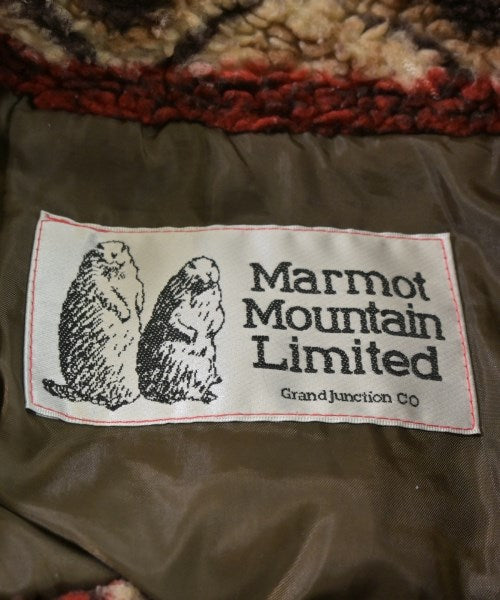 Marmot
Mountain
Limited
Grand Junction CO